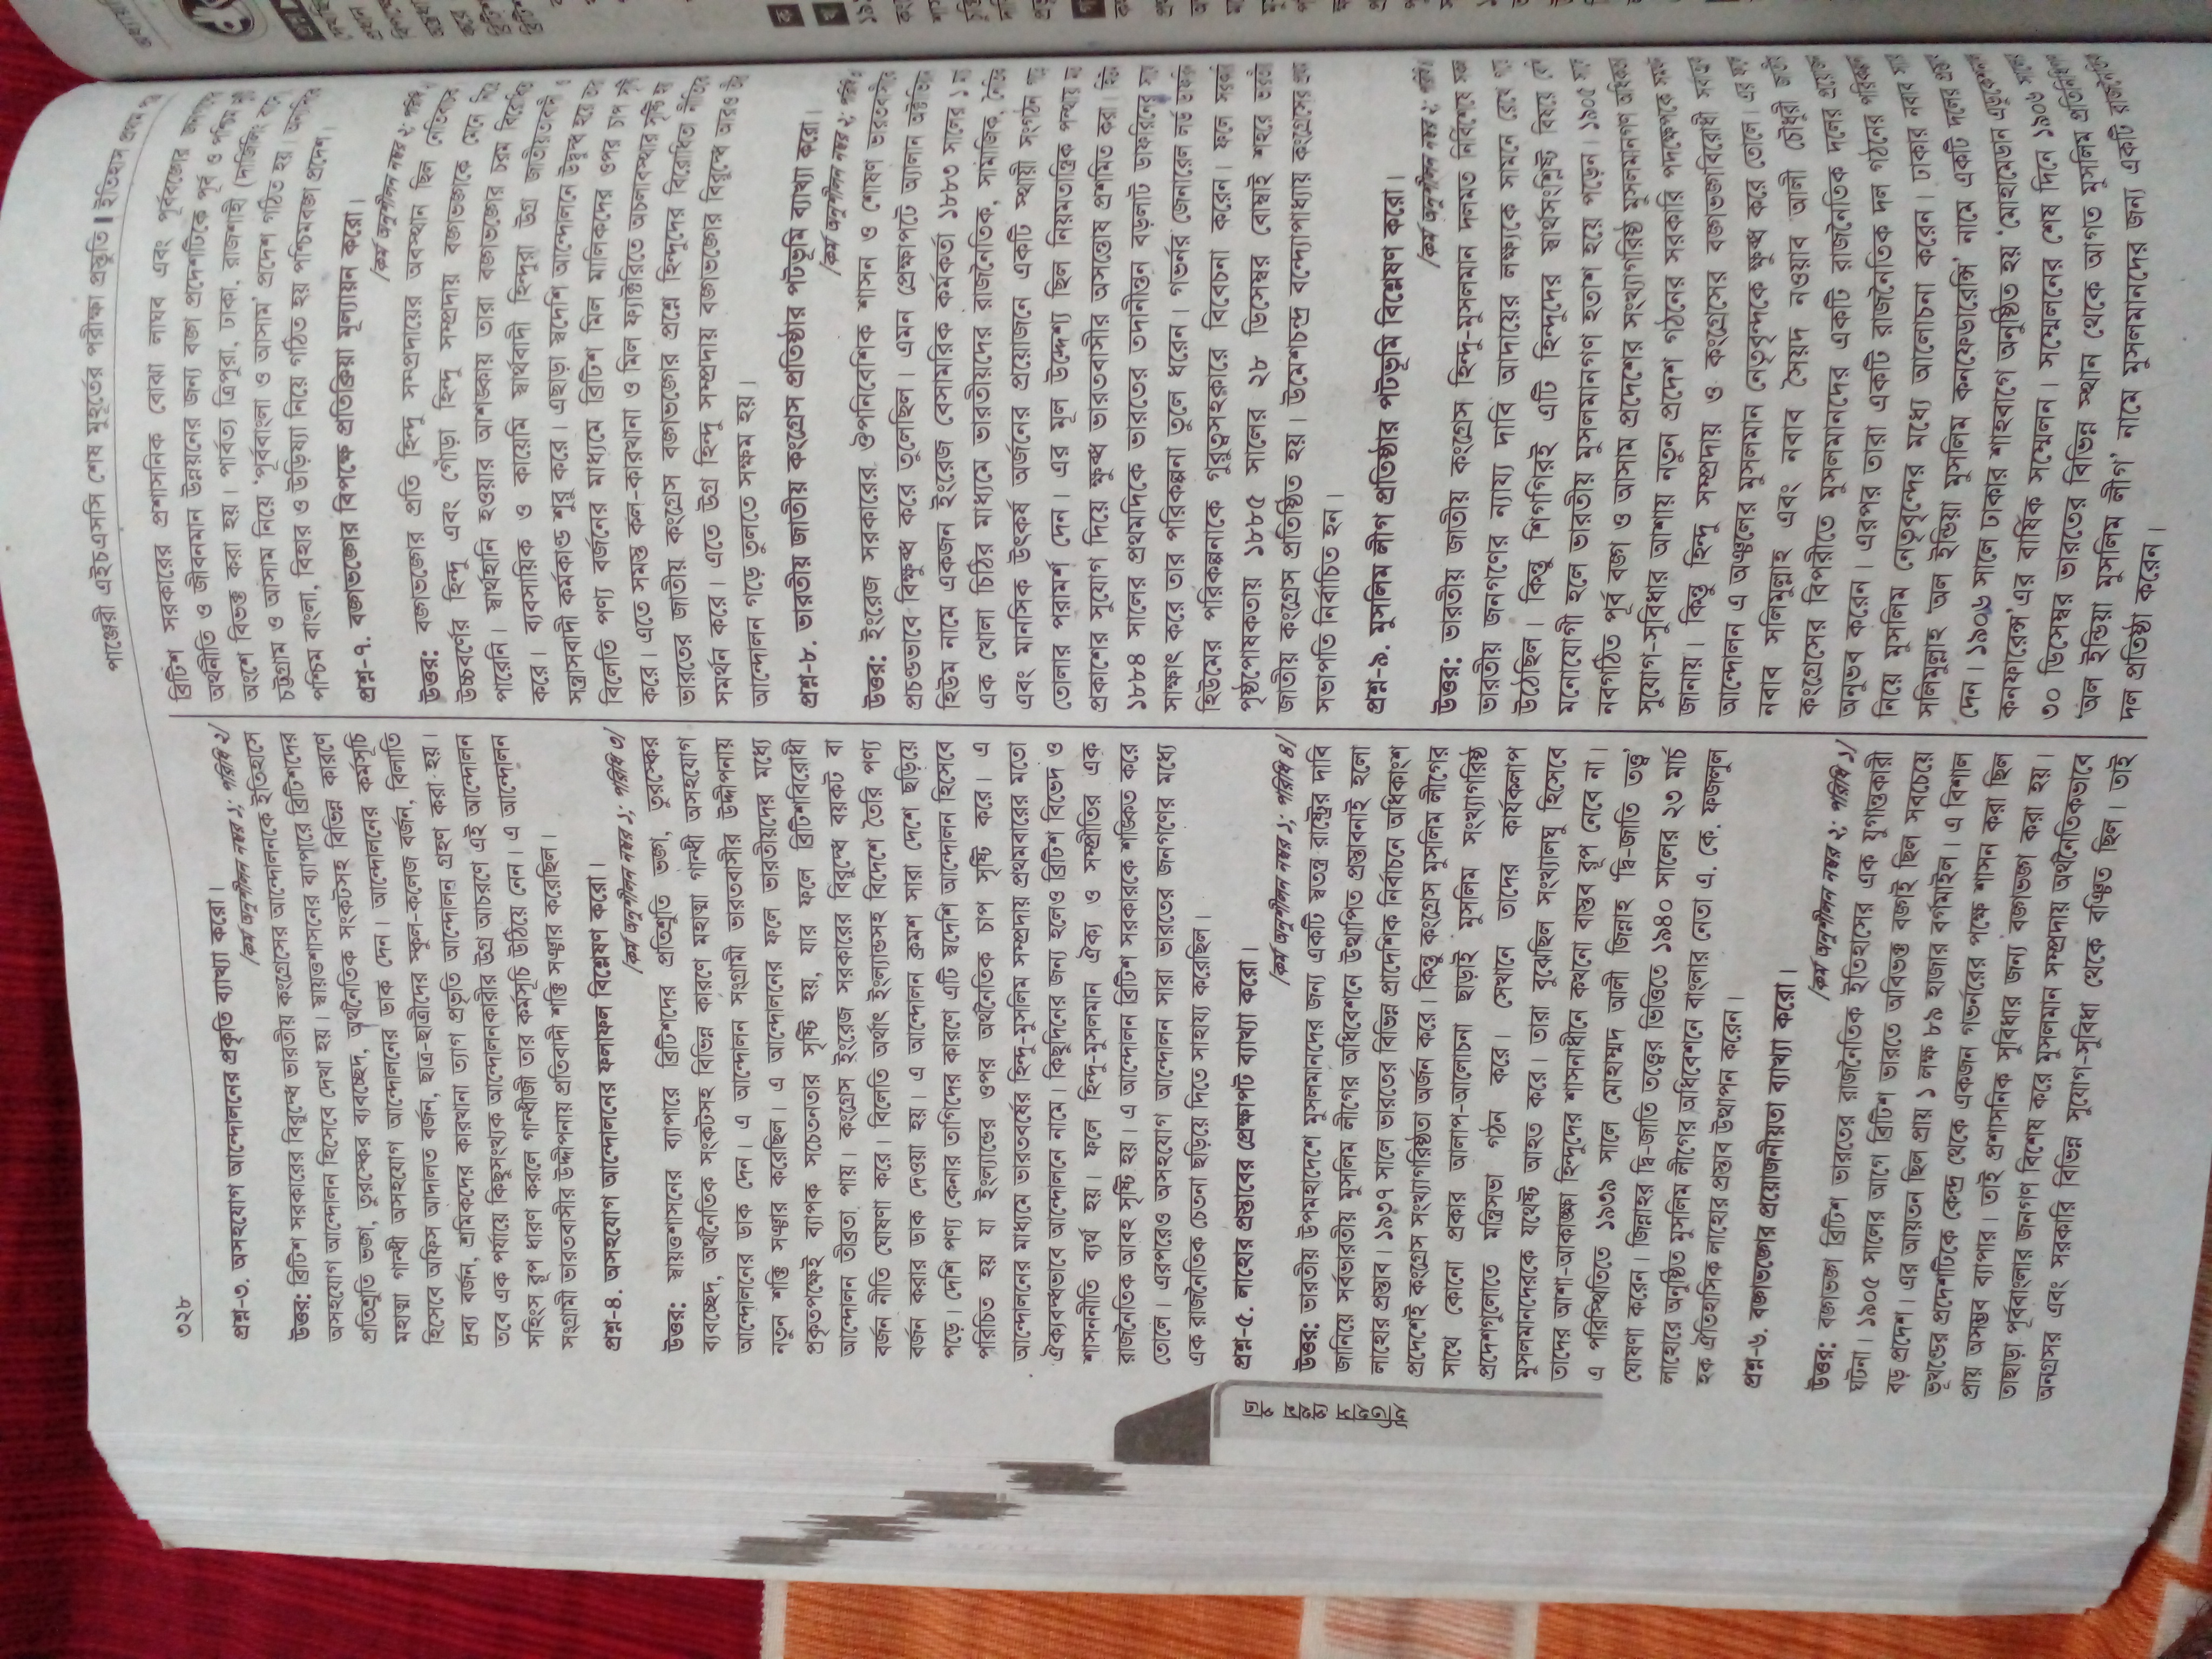 পাঞ্জেরী এইচএসসি শেষ মুহূর্তের পরীক্ষা প্রস্তুতি | ইতিহাস প্রথম পত্র
৩২৮
প্রশ্ন-৩. অসহযোগ আন্দোলনের প্রকৃতি ব্যাখ্যা করো।
[কর্ম অনুশীলন নম্বর ১; পরিধি ২]
উত্তর: ব্রিটিশ সরকারের বিরুদ্ধে ভারতীয় কংগ্রেসের আন্দোলনকে ইতিহাসে
অসহযোগ আন্দোলন হিসেবে দেখা হয়। স্বায়ত্তশাসনের ব্যাপারে ব্রিটিশদের
প্রতিশ্রুতি ভঙ্গ, তুরস্কের ব্যবচ্ছেদ, অর্থনৈতিক সংকটসহ বিভিন্ন কারণে
মহাত্মা গান্ধী অসহযোগ আন্দোলনের ডাক দেন। আন্দোলনের কর্মসূচি
হিসেবে অফিস আদালত বর্জন, ছাত্র-ছাত্রীদের স্কুল-কলেজ বর্জন, বিলাতি
দ্রব্য বর্জন, শ্রমিকদের কারখানা ত্যাগ প্রভৃতি আন্দোলন গ্রহণ করা হয়।
তবে এক পর্যায়ে কিছুসংখ্যক আন্দোলনকারীর উগ্র আচরণে এই আন্দোলন
সহিংস রূপ ধারণ করলে গান্ধীজী তার কর্মসূচি উঠিয়ে নেন। এ আন্দোলন
সংগ্রামী ভারতবাসীর উদ্দীপনায় প্রতিবাদী শক্তি সঞ্চার করেছিল।
প্রশ্ন-৪. অসহযোগ আন্দোলনের ফলাফল বিশ্লেষণ করো।
[কর্ম অনুশীলন নম্বর ১; পরিধি ৩]
উত্তর: স্বায়ত্তশাসনের ব্যাপারে ব্রিটিশদের প্রতিশ্রুতি ভঙ্গ, তুরস্কের
ব্যবচ্ছেদ, অর্থনৈতিক সংকটসহ বিভিন্ন কারণে মহাত্মা গান্ধী অসহযোগ
আন্দোলনের ডাক দেন। এ আন্দোলন সংগ্রামী ভারতবাসীর উদ্দীপনায়
নতুন শক্তি সঞ্চার করেছিল। এ আন্দোলনের ফলে ভারতীয়দের মধ্যে
প্রকৃতপক্ষেই ব্যাপক সচেতনতার সৃষ্টি হয়, যার ফলে ব্রিটিশবিরোধী
আন্দোলন তীব্রতা পায়। কংগ্রেস ইংরেজ সরকারের বিরুদ্ধে বয়কট বা
বর্জন নীতি ঘোষণা করে। বিলেতি অর্থাৎ ইংল্যান্ডসহ বিদেশে তৈরি পণ্য
বর্জন করার ডাক দেওয়া হয়। এ আন্দোলন ক্রমশ সারা দেশে ছড়িয়ে
পড়ে। দেশি পণ্য কেনার তাগিদের কারণে এটি স্বদেশি আন্দোলন হিসেবে
পরিচিত হয় যা ইংল্যান্ডের ওপর অর্থনৈতিক চাপ সৃষ্টি করে। এ
আন্দোলনের মাধ্যমে ভারতবর্ষের হিন্দু-মুসলিম সম্প্রদায় প্রথমবারের মতো
ঐক্যবদ্ধভাবে আন্দোলনে নামে। কিছুদিনের জন্য হলেও ব্রিটিশ বিভেদ ও
শাসননীতি ব্যর্থ হয়। ফলে হিন্দু-মুসলমান ঐক্য ও সম্প্রীতির এক
রাজনৈতিক আবহ সৃষ্টি হয়। এ আন্দোলন ব্রিটিশ সরকারকে শঙ্কিত করে
তোলে। এরপরেও অসহযোগ আন্দোলন সারা ভারতের জনগণের মধ্যে
এক রাজনৈতিক চেতনা ছড়িয়ে দিতে সাহায্য করেছিল।
প্রশ্ন-৫. লাহোর প্রস্তাবের প্রেক্ষাপট ব্যাখ্যা করো।
[কর্ম অনুশীলন নম্বর ১; পরিধি ৪]
উত্তর: ভারতীয় উপমহাদেশে মুসলমানদের জন্য একটি স্বতন্ত্র রাষ্ট্রের দাবি
জানিয়ে সর্বভারতীয় মুসলিম লীগের অধিবেশনে উত্থাপিত প্রস্তাবনাই হলো
লাহোর প্রস্তাব। ১৯৩৭ সালে ভারতের বিভিন্ন প্রাদেশিক নির্বাচনে অধিকাংশ
প্রদেশেই কংগ্রেস সংখ্যাগরিষ্ঠতা অর্জন করে। কিন্তু কংগ্রেস মুসলিম লীগের
সাথে কোনো প্রকার আলাপ-আলোচনা ছাড়াই মুসলিম সংখ্যাগরিষ্ঠ
প্রদেশগুলোতে মন্ত্রিসভা গঠন করে। সেখানে তাদের কার্যকলাপ
মুসলমানদেরকে যথেষ্ট আহত করে। তারা বুঝেছিল সংখ্যালঘু হিসেবে
তাদের আশা-আকাঙ্ক্ষা হিন্দুদের শাসনাধীনে কখনো বাস্তব রূপ নেবে না।
এ পরিস্থিতিতে ১৯৩৯ সালে মোহাম্মদ আলী জিন্নাহ ‘দ্বি-জাতি তত্ত্ব’
ঘোষণা করেন। জিন্নাহর দ্বি-জাতি তত্ত্বের ভিত্তিতে ১৯৪০ সালের ২৩ মার্চ
লাহোরে অনুষ্ঠিত মুসলিম লীগের অধিবেশনে বাংলার নেতা এ. কে. ফজলুল
হক ঐতিহাসিক লাহোর প্রস্তাব উত্থাপন করেন।
প্রশ্ন-৬. বঙ্গভঙ্গের প্রয়োজনীয়তা ব্যাখ্যা করো।
[কর্ম অনুশীলন নম্বর ২; পরিধি ১]
উত্তর: বঙ্গভঙ্গ ব্রিটিশ ভারতের রাজনৈতিক ইতিহাসের এক যুগান্তকারী
ঘটনা। ১৯০৫ সালের আগে ব্রিটিশ ভারতে অবিভক্ত বঙ্গই ছিল সবচেয়ে
বড় প্রদেশ। এর আয়তন ছিল প্রায় ১ লক্ষ ৮৯ হাজার বর্গমাইল। এ বিশাল
ভূখণ্ডের প্রদেশটিকে কেন্দ্র থেকে একজন গভর্নরের পক্ষে শাসন করা ছিল
প্রায় অসম্ভব ব্যাপার। তাই প্রশাসনিক সুবিধার জন্য বঙ্গভঙ্গ করা হয়।
তাছাড়া পূর্ববাংলার জনগণ বিশেষ করে মুসলমান সম্প্রদায় অর্থনৈতিকভাবে
অনগ্রসর এবং সরকারি বিভিন্ন সুযোগ-সুবিধা থেকে বঞ্চিত ছিল। তাই
ইতিহাস প্রথম পত্র
ব্রিটিশ সরকারের প্রশাসনিক বোঝা লাঘব এবং পূর্ববঙ্গের জনগণের
অর্থনীতি ও জীবনমান উন্নয়নের জন্য বঙ্গ প্রদেশটিকে পূর্ব ও পশ্চিম
অংশে বিভক্ত করা হয়। পার্বত্য ত্রিপুরা, ঢাকা, রাজশাহী (দার্জিলিং বাদে)
চট্টগ্রাম ও আসাম নিয়ে ‘পূর্ববাংলা ও আসাম’ প্রদেশ গঠিত হয়।
পশ্চিম বাংলা, বিহার ও উড়িষ্যা নিয়ে গঠিত হয় পশ্চিমবঙ্গ প্রদেশ।
প্রশ্ন-৭. বঙ্গভঙ্গের বিপক্ষে প্রতিক্রিয়া মূল্যায়ন করো।
[কর্ম অনুশীলন নম্বর ২; পরিধি
উত্তর: বঙ্গভঙ্গের প্রতি হিন্দু সম্প্রদায়ের অবস্থান ছিল নেতিবাচক
উচ্চবর্ণের হিন্দু এবং গোঁড়া হিন্দু সম্প্রদায় বঙ্গভঙ্গকে মেনে নিতে
পারেনি। স্বার্থহানি হওয়ার আশঙ্কায় তারা বঙ্গভঙ্গের চরম বিরোধিতা
করে। ব্যবসায়িক ও কায়েমি স্বার্থবাদী হিন্দুরা উগ্র জাতীয়তাবাদী ও
সন্ত্রাসবাদী কর্মকাণ্ড শুরু করে। এছাড়া স্বদেশি আন্দোলনে উদ্বুদ্ধ হয়ে
বিলেতি পণ্য বর্জনের মাধ্যমে ব্রিটিশ মিল মালিকদের ওপর চাপ সৃষ্টি
করে। এতে সমস্ত কল-কারখানা ও মিল ফ্যাক্টরিতে অচলাবস্থার সৃষ্টি হয়
ভারতের জাতীয় কংগ্রেস বঙ্গভঙ্গের প্রশ্নে হিন্দুদের বিরোধিতা নীতিকে
সমর্থন করে। এতে উগ্র হিন্দু সম্প্রদায় বঙ্গভঙ্গের বিরুদ্ধে আরও তীব্র
আন্দোলন গড়ে তুলতে সক্ষম হয়।
প্রশ্ন-৮. ভারতীয় জাতীয় কংগ্রেস প্রতিষ্ঠার পটভূমি ব্যাখ্যা করো।
[কর্ম অনুশীলন নম্বর ২; পরিধি
উত্তর: ইংরেজ সরকারের ঔপনিবেশিক শাসন ও শোষণ ভারতবাসীকে
প্রচণ্ডভাবে বিক্ষুব্ধ করে তুলেছিল। এমন প্রেক্ষাপটে অ্যালান অক্টাভিয়ান
হিউম নামে একজন ইংরেজ বেসামরিক কর্মকর্তা ১৮৮৩ সালের ১
এক খোলা চিঠির মাধ্যমে ভারতীয়দের রাজনৈতিক, সামাজিক, নৈতিক
এবং মানসিক উৎকর্ষ অর্জনের প্রয়োজনে একটি স্থায়ী সংগঠন গড়ে
তোলার পরামর্শ দেন। এর মূল উদ্দেশ্য ছিল নিয়মতান্ত্রিক পন্থায়
প্রকাশের সুযোগ দিয়ে ক্ষুব্ধ ভারতবাসীর অসন্তোষ প্রশমিত করা। হিউম
১৮৮৪ সালের প্রথমদিকে ভারতের তদানীন্তন বড়লাট ডাফরিনের সাথে
সাক্ষাৎ করে তার পরিকল্পনা তুলে ধরেন। গভর্নর জেনারেল লর্ড ডাফরিন
হিউমের পরিকল্পনাকে গুরুত্বসহকারে বিবেচনা করেন। ফলে সরকারি
পৃষ্ঠপোষকতায় ১৮৮৫ সালের ২৮ ডিসেম্বর বোম্বাই শহরে ভারতীয়
জাতীয় কংগ্রেস প্রতিষ্ঠিত হয়। উমেশচন্দ্র বন্দ্যোপাধ্যায় কংগ্রেসের প্রথম
সভাপতি নির্বাচিত হন।
প্রশ্ন-৯. মুসলিম লীগ প্রতিষ্ঠার পটভূমি বিশ্লেষণ করো।
[কর্ম অনুশীলন নম্বর ২; পরিধি
উত্তর: ভারতীয় জাতীয় কংগ্রেস হিন্দু-মুসলমান দলমত নির্বিশেষে সকল
ভারতীয় জনগণের ন্যায্য দাবি আদায়ের লক্ষ্যকে সামনে রেখে গড়ে
উঠেছিল। কিন্তু শিগগিরই এটি হিন্দুদের স্বার্থসংশ্লিষ্ট বিষয়ে বেশি
মনোযোগী হলে ভারতীয় মুসলমানগণ হতাশ হয়ে পড়েন। ১৯০৫ সালে
নবগঠিত পূর্ব বঙ্গ ও আসাম প্রদেশের সংখ্যাগরিষ্ঠ মুসলমানগণ অধিকতর
সুযোগ-সুবিধার আশায় নতুন প্রদেশ গঠনের সরকারি পদক্ষেপকে সমর্থন
জানায়। কিন্তু হিন্দু সম্প্রদায় ও কংগ্রেসের বঙ্গভঙ্গবিরোধী সর্বাত্মক
আন্দোলন এ অঞ্চলের মুসলমান নেতৃবৃন্দকে ক্ষুব্ধ করে তোলে। এর ফলে
নবাব সলিমুল্লাহ এবং নবাব সৈয়দ নওয়াব আলী চৌধুরী জাতীয়
কংগ্রেসের বিপরীতে মুসলমানদের একটি রাজনৈতিক দলের প্রয়োজন
অনুভব করেন। এরপর তারা একটি রাজনৈতিক দল গঠনের পরিকল্পনা
নিয়ে মুসলিম নেতৃবৃন্দের মধ্যে আলোচনা করেন। ঢাকার নবাব স্যার
সলিমুল্লাহ ‘অল ইন্ডিয়া মুসলিম কনফেডারেন্সি’ নামে একটি দলের প্রস্তাব
দেন। ১৯০৬ সালে ঢাকার শাহবাগে অনুষ্ঠিত হয় ‘মোহামেডান এডুকেশনাল
কনফারেন্স’এর বার্ষিক সম্মেলন। সম্মেলনের শেষ দিনে ১৯০৬ সালের
৩০ ডিসেম্বর ভারতের বিভিন্ন স্থান থেকে আগত মুসলিম প্রতিনিধিগণ
‘অল ইন্ডিয়া মুসলিম লীগ’ নামে মুসলমানদের জন্য একটি রাজনৈতিক
দল প্রতিষ্ঠা করেন।